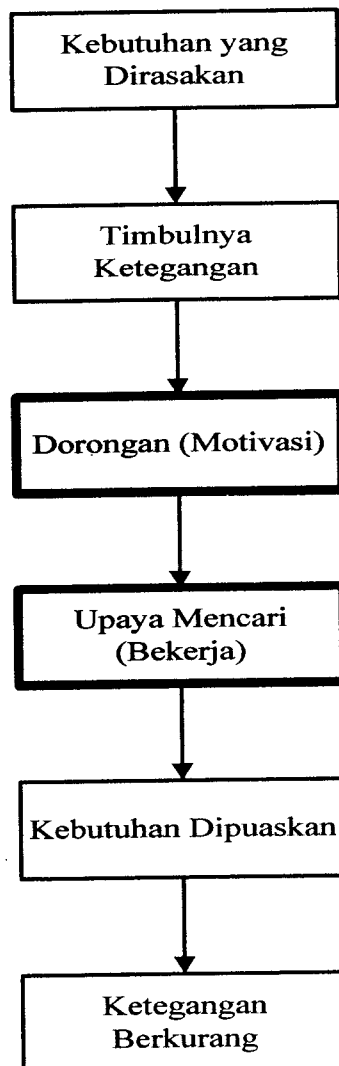 Kebutuhan yang
Dirasakan
Timbulnya
Ketegangan
Dorongan (Motivasi)
Upaya Mencari
(Bekerja)
Kebutuhan Dipuaskan
Ketegangan
Berkurang